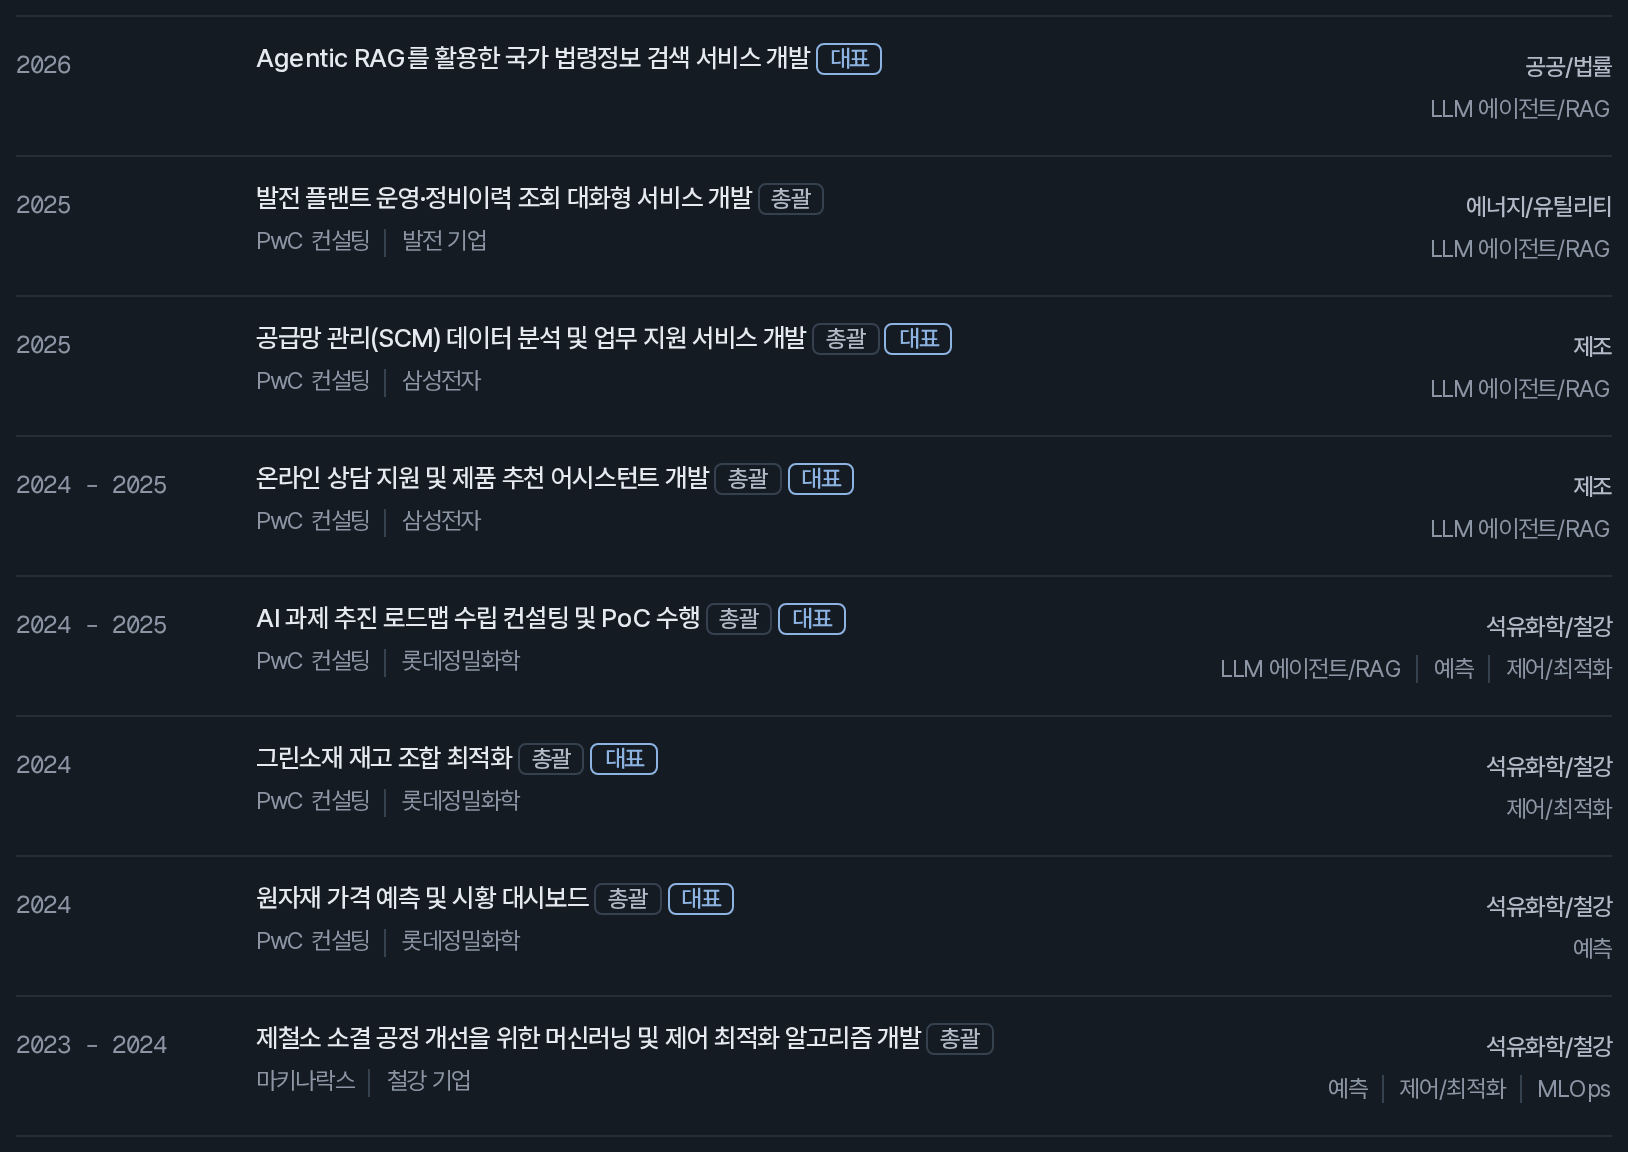 2026 Agentic RAG를 활용한 국가 법령정보 검색 서비스 개발 대표 공공/법률
LLM 에이전트/RAG
2025 발전 플랜트 운영·정비이력 조회 대화형 서비스 개발 총괄 에너지/유틸리티
PwC 컨설팅 | 발전 기업 LLM 에이전트/RAG
2025 공급망 관리(SCM) 데이터 분석 및 업무 지원 서비스 개발 총괄 대표 제조
PwC 컨설팅 | 삼성전자 LLM 에이전트/RAG
2024 – 2025 온라인 상담 지원 및 제품 추천 어시스턴트 개발 총괄 대표 제조
PwC 컨설팅 | 삼성전자 LLM 에이전트/RAG
2024 – 2025 AI 과제 추진 로드맵 수립 컨설팅 및 PoC 수행 총괄 대표 석유화학/철강
PwC 컨설팅 | 롯데정밀화학 LLM 에이전트/RAG | 예측 | 제어/최적화
2024 그린소재 재고 조합 최적화 총괄 대표 석유화학/철강
PwC 컨설팅 | 롯데정밀화학 제어/최적화
2024 원자재 가격 예측 및 시황 대시보드 총괄 대표 석유화학/철강
PwC 컨설팅 | 롯데정밀화학 예측
2023 – 2024 제철소 소결 공정 개선을 위한 머신러닝 및 제어 최적화 알고리즘 개발 총괄 석유화학/철강
마키나락스 | 철강 기업 예측 | 제어/최적화 | MLOps